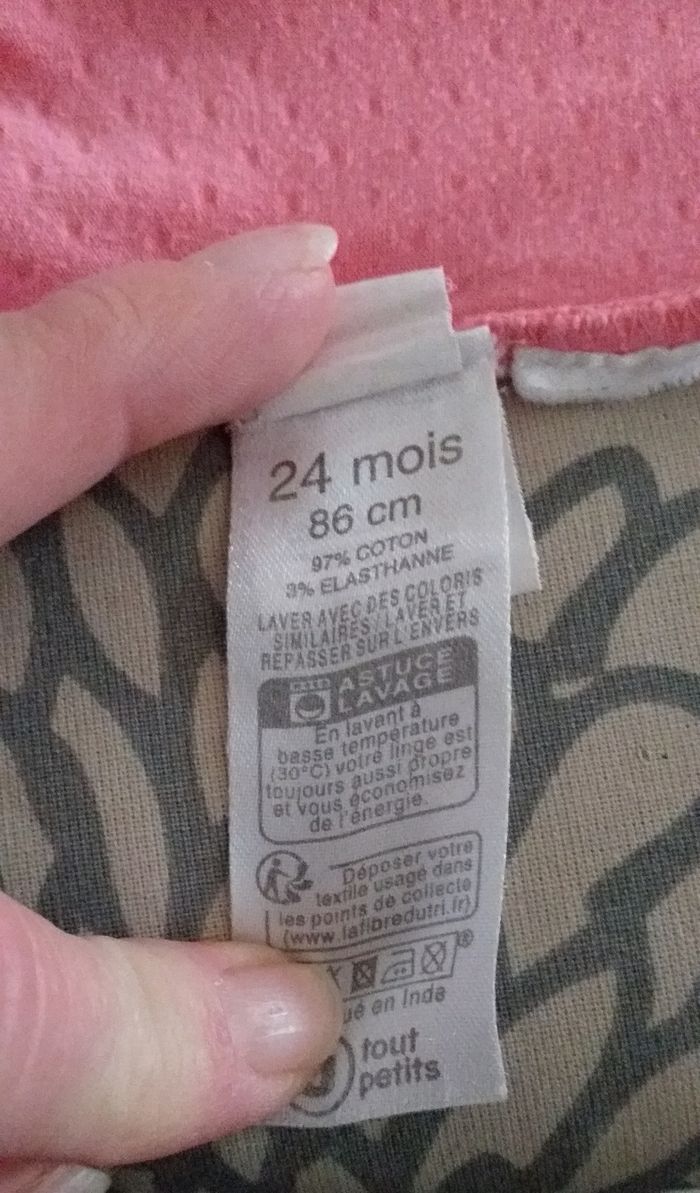 24 mois
86 cm
97% COTON
3% ELASTHANNE
LAVER AVEC DES COLORIS
SIMILAIRES / LAVER ET
REPASSER SUR L'ENVERS
ASTUCE
LAVAGE
En lavant à
basse température
(30°C) votre linge est
toujours aussi propre
et vous économisez
de l'énergie.
Déposer votre
textile usagé dans
les points de collecte
(www.lafibredutri.fr)
en Inde
tout
petits